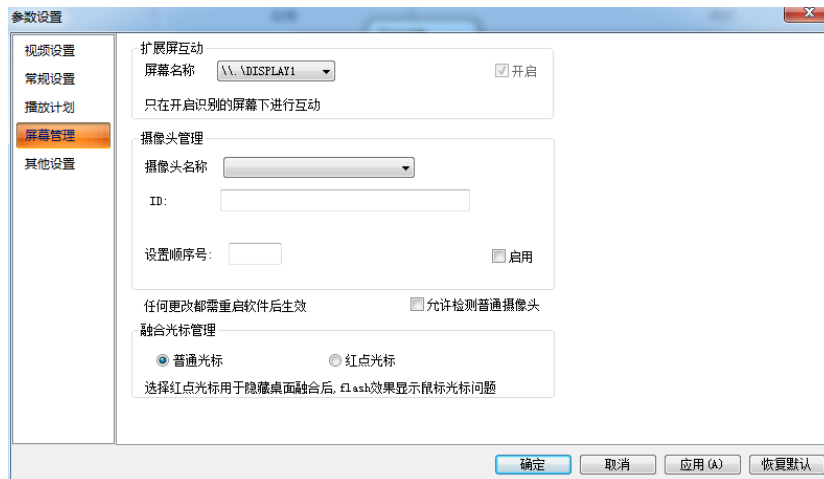 参数设置
视频设置
常规设置
播放计划
屏幕管理
其他设置
扩展屏互动
屏幕名称 \\.\DISPLAY1 开启
只在开启识别的屏幕下进行互动
摄像头管理
摄像头名称
ID:
设置顺序号: 启用
任何更改都需重启软件后生效 允许检测普通摄像头
融合光标管理
普通光标 红点光标
选择红点光标用于隐藏桌面融合后,flash效果显示鼠标光标问题
确定 取消 应用(A) 恢复默认